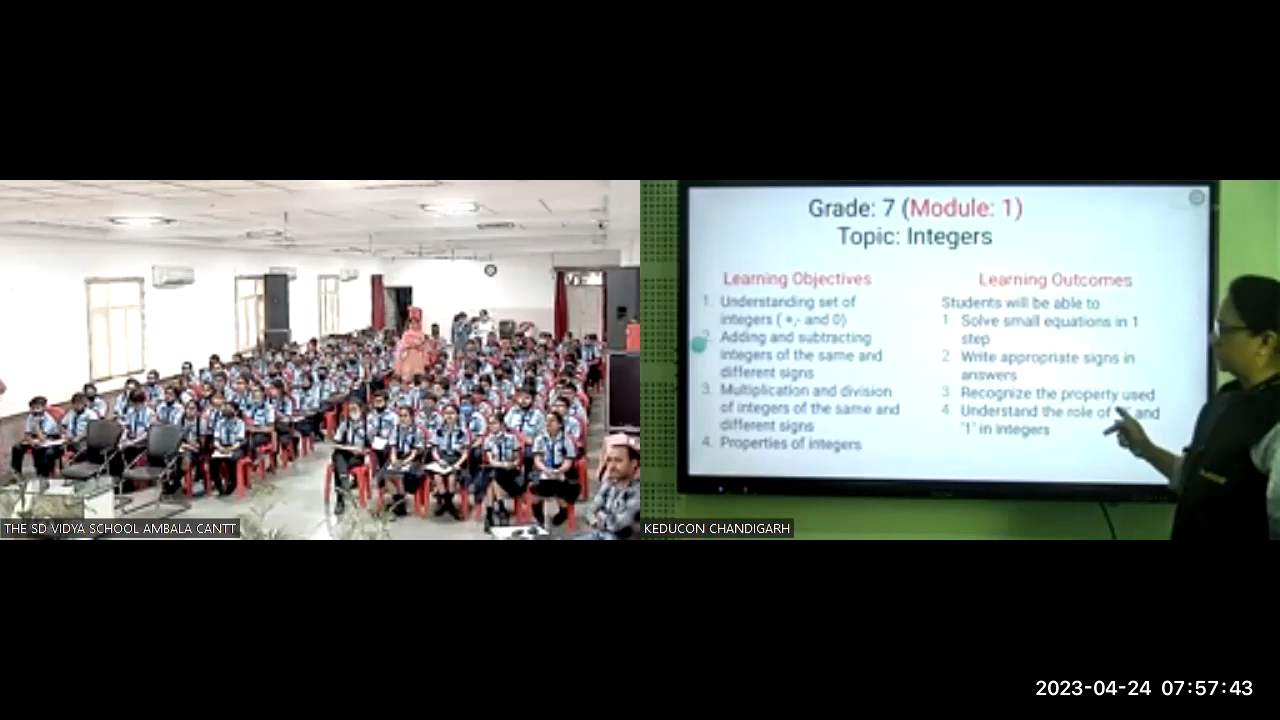 Grade: 7 (Module: 1)
Topic: Integers
Learning Objectives
1. Understanding set of
integers ( +,- and 0)
2. Adding and subtracting
integers of the same and
different signs
3. Multiplication and division
of integers of the same and
different signs
4. Properties of integers
Learning Outcomes
Students will be able to
1. Solve small equations in 1
step
2. Write appropriate signs in
answers
3. Recognize the property used
4. Understand the role of and
"1" in integers
THE SD VIDYA SCHOOL AMBALA CANTT
KEDUCON CHANDIGARH
2023-04-24 07:57:43